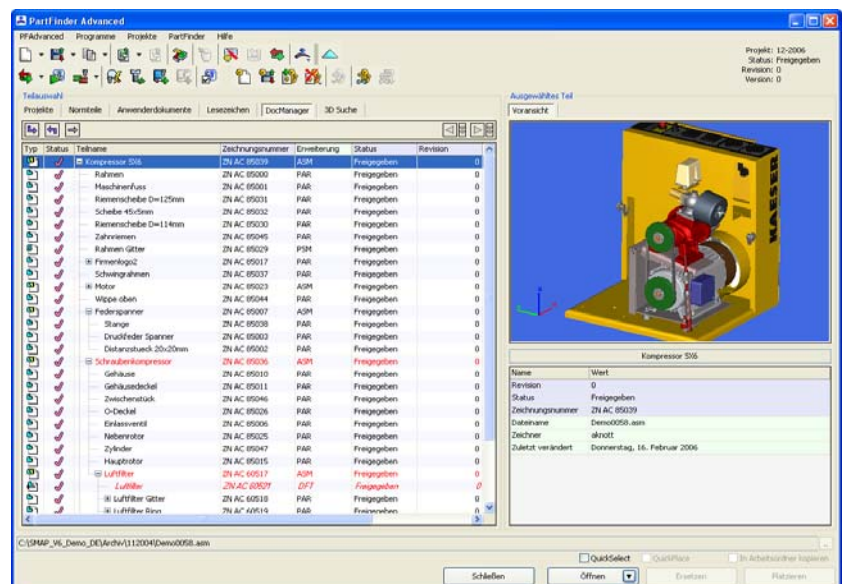 PartFinder Advanced
PFAdvanced Programme Projekte PartFinder Hilfe
Projekt: 12-2006
Status: Freigegeben
Revision: 0
Version: 0
Teilauswahl
Projekte Normteile Anwenderdokumente Lesezeichen DocManager 3D Suche
Typ Status Teilname Zeichnungsnummer Erweiterung Status Revision
Kompressor SX6 ZN AC 85039 ASM Freigegeben 0
Rahmen ZN AC 85000 PAR Freigegeben 0
Maschinenfuss ZN AC 85001 PAR Freigegeben 0
Riemenscheibe D=125mm ZN AC 85031 PAR Freigegeben 0
Scheibe 45x5mm ZN AC 85032 PAR Freigegeben 0
Riemenscheibe D=114mm ZN AC 85030 PAR Freigegeben 0
Zahnriemen ZN AC 85045 PAR Freigegeben 0
Rahmen Gitter ZN AC 85029 PSM Freigegeben 0
Firmenlogo2 ZN AC 85017 PAR Freigegeben 0
Schwingrahmen ZN AC 85037 PAR Freigegeben 0
Motor ZN AC 85023 ASM Freigegeben 0
Wippe oben ZN AC 85044 PAR Freigegeben 0
Federspanner ZN AC 85007 ASM Freigegeben 0
Stange ZN AC 85038 PAR Freigegeben 0
Druckfeder Spanner ZN AC 85003 PAR Freigegeben 0
Distanzstueck 20x20mm ZN AC 85002 PAR Freigegeben 0
Schraubenkompressor ZN AC 85036 ASM Freigegeben 0
Gehäuse ZN AC 85010 PAR Freigegeben 0
Gehäusedeckel ZN AC 85011 PAR Freigegeben 0
Zwischenstück ZN AC 85046 PAR Freigegeben 0
O-Deckel ZN AC 85026 PAR Freigegeben 0
Einlassventil ZN AC 85006 PAR Freigegeben 0
Nebenrotor ZN AC 85025 PAR Freigegeben 0
Zylinder ZN AC 85047 PAR Freigegeben 0
Hauptrotor ZN AC 85015 PAR Freigegeben 0
Luftfilter ZN AC 60517 ASM Freigegeben 0
Luftfilter ZN AC 60521 DFT Freigegeben 0
Luftfilter Gitter ZN AC 60518 PAR Freigegeben 0
Luftfilter Ring ZN AC 60519 PAR Freigegeben 0
Ausgewähltes Teil
Voransicht
KAESER
Kompressor SX6
Name Wert
Revision 0
Status Freigegeben
Zeichnungsnummer ZN AC 85039
Dateiname Demo0058.asm
Zeichner aknott
Zuletzt verändert Donnerstag, 16. Februar 2006
C:\SMAP_V6_Demo_DE\Archiv\112004\Demo0058.asm
QuickSelect QuickPlace In Arbeitsordner kopieren
Schließen Öffnen Ersetzen Platzieren